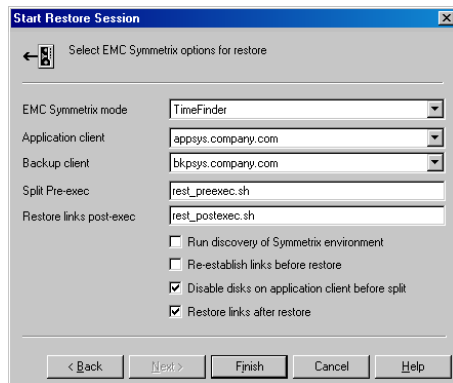 Start Restore Session
Select EMC Symmetrix options for restore
EMC Symmetrix mode TimeFinder
Application client appsys.company.com
Backup client bkpsys.company.com
Split Pre-exec rest_preexec.sh
Restore links post-exec rest_postexec.sh
Run discovery of Symmetrix environment
Re-establish links before restore
Disable disks on application client before split
Restore links after restore
< Back Next > Finish Cancel Help